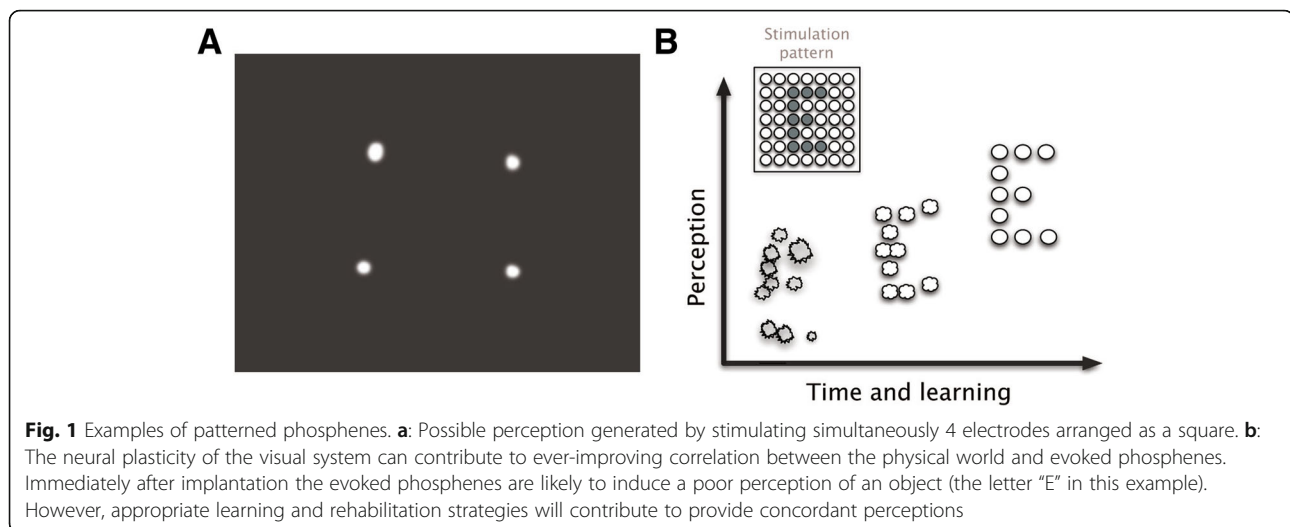 A
B
Stimulation
pattern
Perception
Time and learning
Fig. 1 Examples of patterned phosphenes. a: Possible perception generated by stimulating simultaneously 4 electrodes arranged as a square. b:
The neural plasticity of the visual system can contribute to ever-improving correlation between the physical world and evoked phosphenes.
Immediately after implantation the evoked phosphenes are likely to induce a poor perception of an object (the letter “E” in this example).
However, appropriate learning and rehabilitation strategies will contribute to provide concordant perceptions